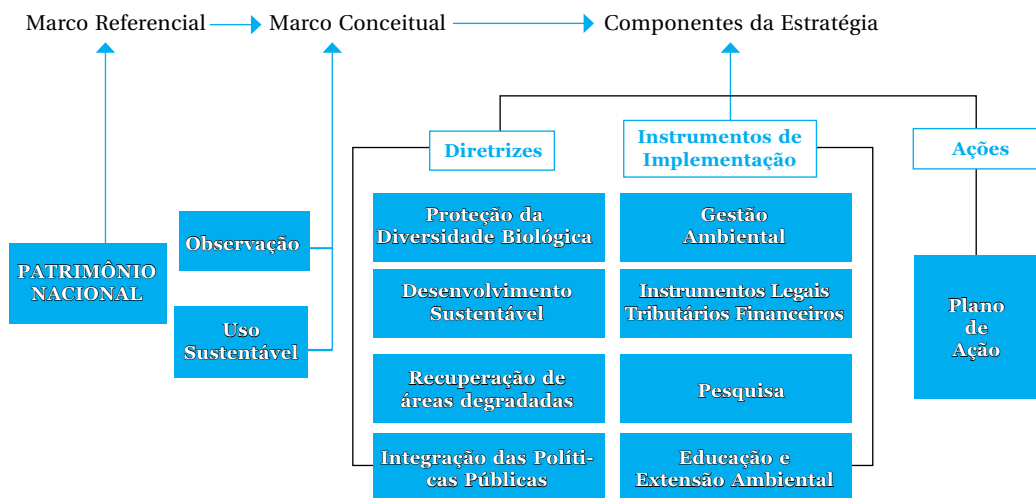 Marco Referencial
Marco Conceitual
Componentes da Estratégia
Diretrizes
Instrumentos de
Implementação
Ações
Proteção da
Diversidade Biológica
Gestão
Ambiental
Observação
PATRIMÔNIO
NACIONAL
Desenvolvimento
Sustentável
Instrumentos Legais
Tributários Financeiros
Plano
de
Ação
Uso
Sustentável
Recuperação de
áreas degradadas
Pesquisa
Integração das Políti-
cas Públicas
Educação e
Extensão Ambiental